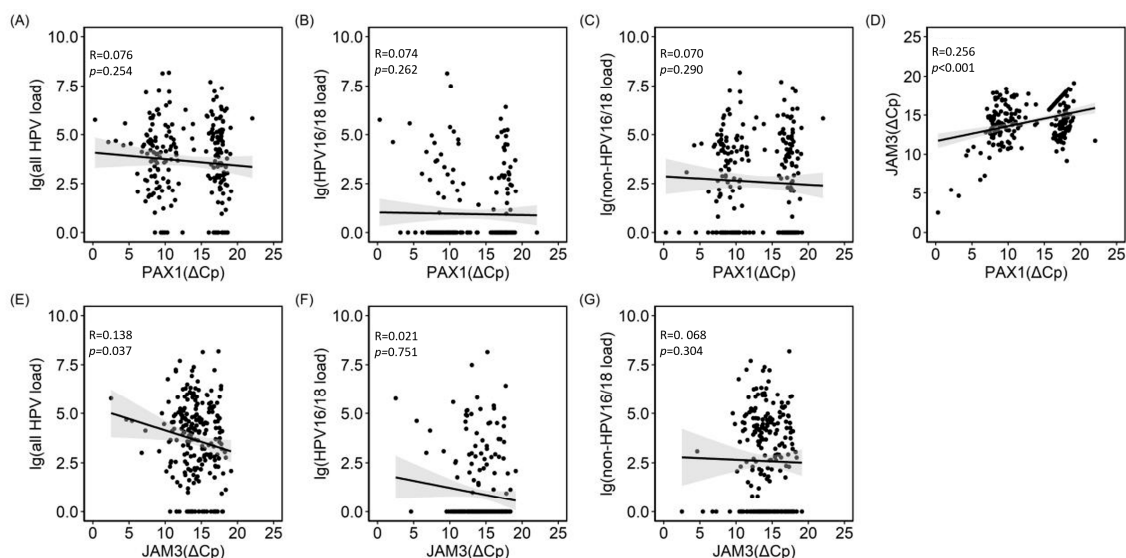 (A)
lg(all HPV load)
10.0
7.5
5.0
2.5
0.0
R=0.076
p=0.254
0 5 10 15 20 25
PAX1(ΔCp)
(B)
lg(HPV16/18 load)
10.0
7.5
5.0
2.5
0.0
R=0.074
p=0.262
0 5 10 15 20 25
PAX1(ΔCp)
(C)
lg(non-HPV16/18 load)
10.0
7.5
5.0
2.5
0.0
R=0.070
p=0.290
0 5 10 15 20 25
PAX1(ΔCp)
(D)
JAM3(ΔCp)
25
20
15
10
5
0
R=0.256
p<0.001
0 5 10 15 20 25
PAX1(ΔCp)
(E)
lg(all HPV load)
10.0
7.5
5.0
2.5
0.0
R=0.138
p=0.037
0 5 10 15 20 25
JAM3(ΔCp)
(F)
lg(HPV16/18 load)
10.0
7.5
5.0
2.5
0.0
R=0.021
p=0.751
0 5 10 15 20 25
JAM3(ΔCp)
(G)
lg(non-HPV16/18 load)
10.0
7.5
5.0
2.5
0.0
R=0. 068
p=0.304
0 5 10 15 20 25
JAM3(ΔCp)